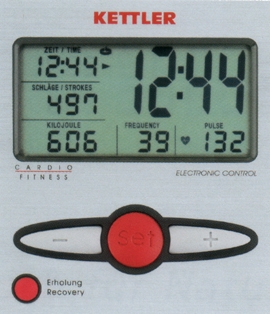 KETTLER
ZEIT / TIME
12:44
12:44
SCHLÄGE / STROKES
497
KILOJOULE
FREQUENCY
PULSE
606
39
132
CARDIO
FITNESS
ELECTRONIC CONTROL
Set
Erholung
Recovery